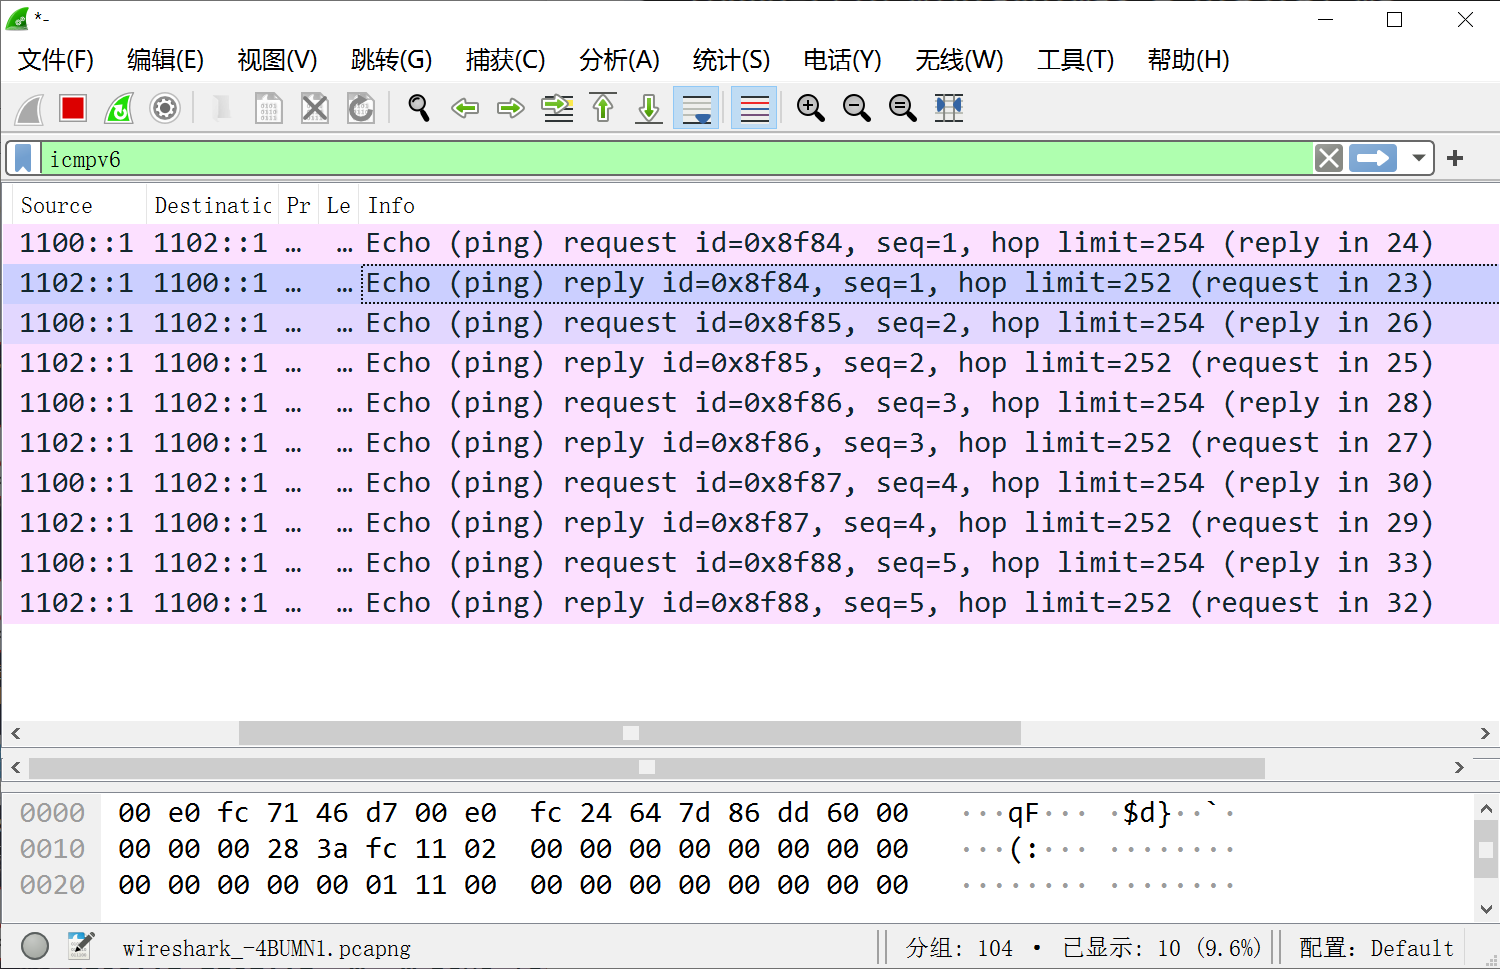 *-
文件(F) 编辑(E) 视图(V) 跳转(G) 捕获(C) 分析(A) 统计(S) 电话(Y) 无线(W) 工具(T) 帮助(H)
icmpv6
Source Destinatic Pr Le Info
1100::1 1102::1 … … Echo (ping) request id=0x8f84, seq=1, hop limit=254 (reply in 24)
1102::1 1100::1 … … Echo (ping) reply id=0x8f84, seq=1, hop limit=252 (request in 23)
1100::1 1102::1 … … Echo (ping) request id=0x8f85, seq=2, hop limit=254 (reply in 26)
1102::1 1100::1 … … Echo (ping) reply id=0x8f85, seq=2, hop limit=252 (request in 25)
1100::1 1102::1 … … Echo (ping) request id=0x8f86, seq=3, hop limit=254 (reply in 28)
1102::1 1100::1 … … Echo (ping) reply id=0x8f86, seq=3, hop limit=252 (request in 27)
1100::1 1102::1 … … Echo (ping) request id=0x8f87, seq=4, hop limit=254 (reply in 30)
1102::1 1100::1 … … Echo (ping) reply id=0x8f87, seq=4, hop limit=252 (request in 29)
1100::1 1102::1 … … Echo (ping) request id=0x8f88, seq=5, hop limit=254 (reply in 33)
1102::1 1100::1 … … Echo (ping) reply id=0x8f88, seq=5, hop limit=252 (request in 32)
0000 00 e0 fc 71 46 d7 00 e0 fc 24 64 7d 86 dd 60 00 ···qF··· ·$d}··`·
0010 00 00 00 28 3a fc 11 02 00 00 00 00 00 00 00 00 ···(:··· ········
0020 00 00 00 00 00 01 11 00 00 00 00 00 00 00 00 00 ········ ········
wireshark_-4BUMN1.pcapng 分组: 104 · 已显示: 10 (9.6%) 配置: Default